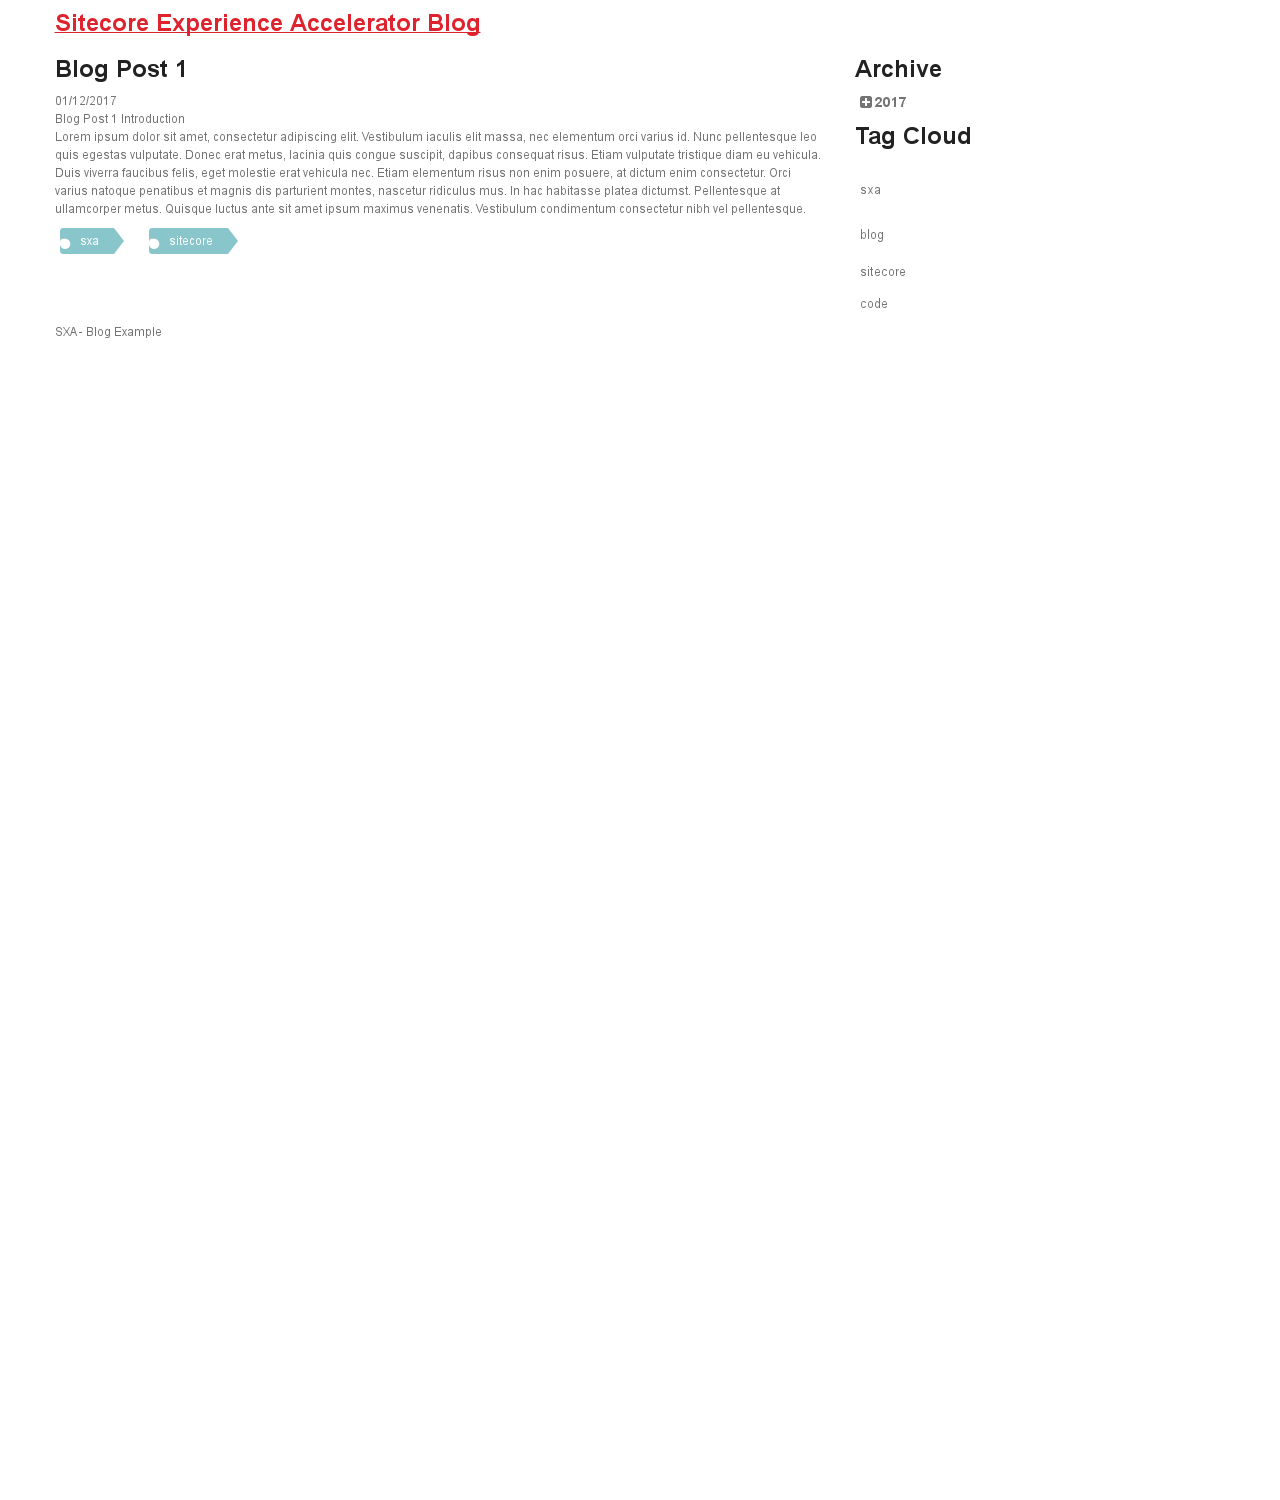 Sitecore Experience Accelerator Blog
Blog Post 1
01/12/2017
Blog Post 1 Introduction
Lorem ipsum dolor sit amet, consectetur adipiscing elit. Vestibulum iaculis elit massa, nec elementum orci varius id. Nunc pellentesque leo
quis egestas vulputate. Donec erat metus, lacinia quis congue suscipit, dapibus consequat risus. Etiam vulputate tristique diam eu vehicula.
Duis viverra faucibus felis, eget molestie erat vehicula nec. Etiam elementum risus non enim posuere, at dictum enim consectetur. Orci
varius natoque penatibus et magnis dis parturient montes, nascetur ridiculus mus. In hac habitasse platea dictumst. Pellentesque at
ullamcorper metus. Quisque luctus ante sit amet ipsum maximus venenatis. Vestibulum condimentum consectetur nibh vel pellentesque.
sxa sitecore
Archive
2017
Tag Cloud
sxa
blog
sitecore
code
SXA- Blog Example